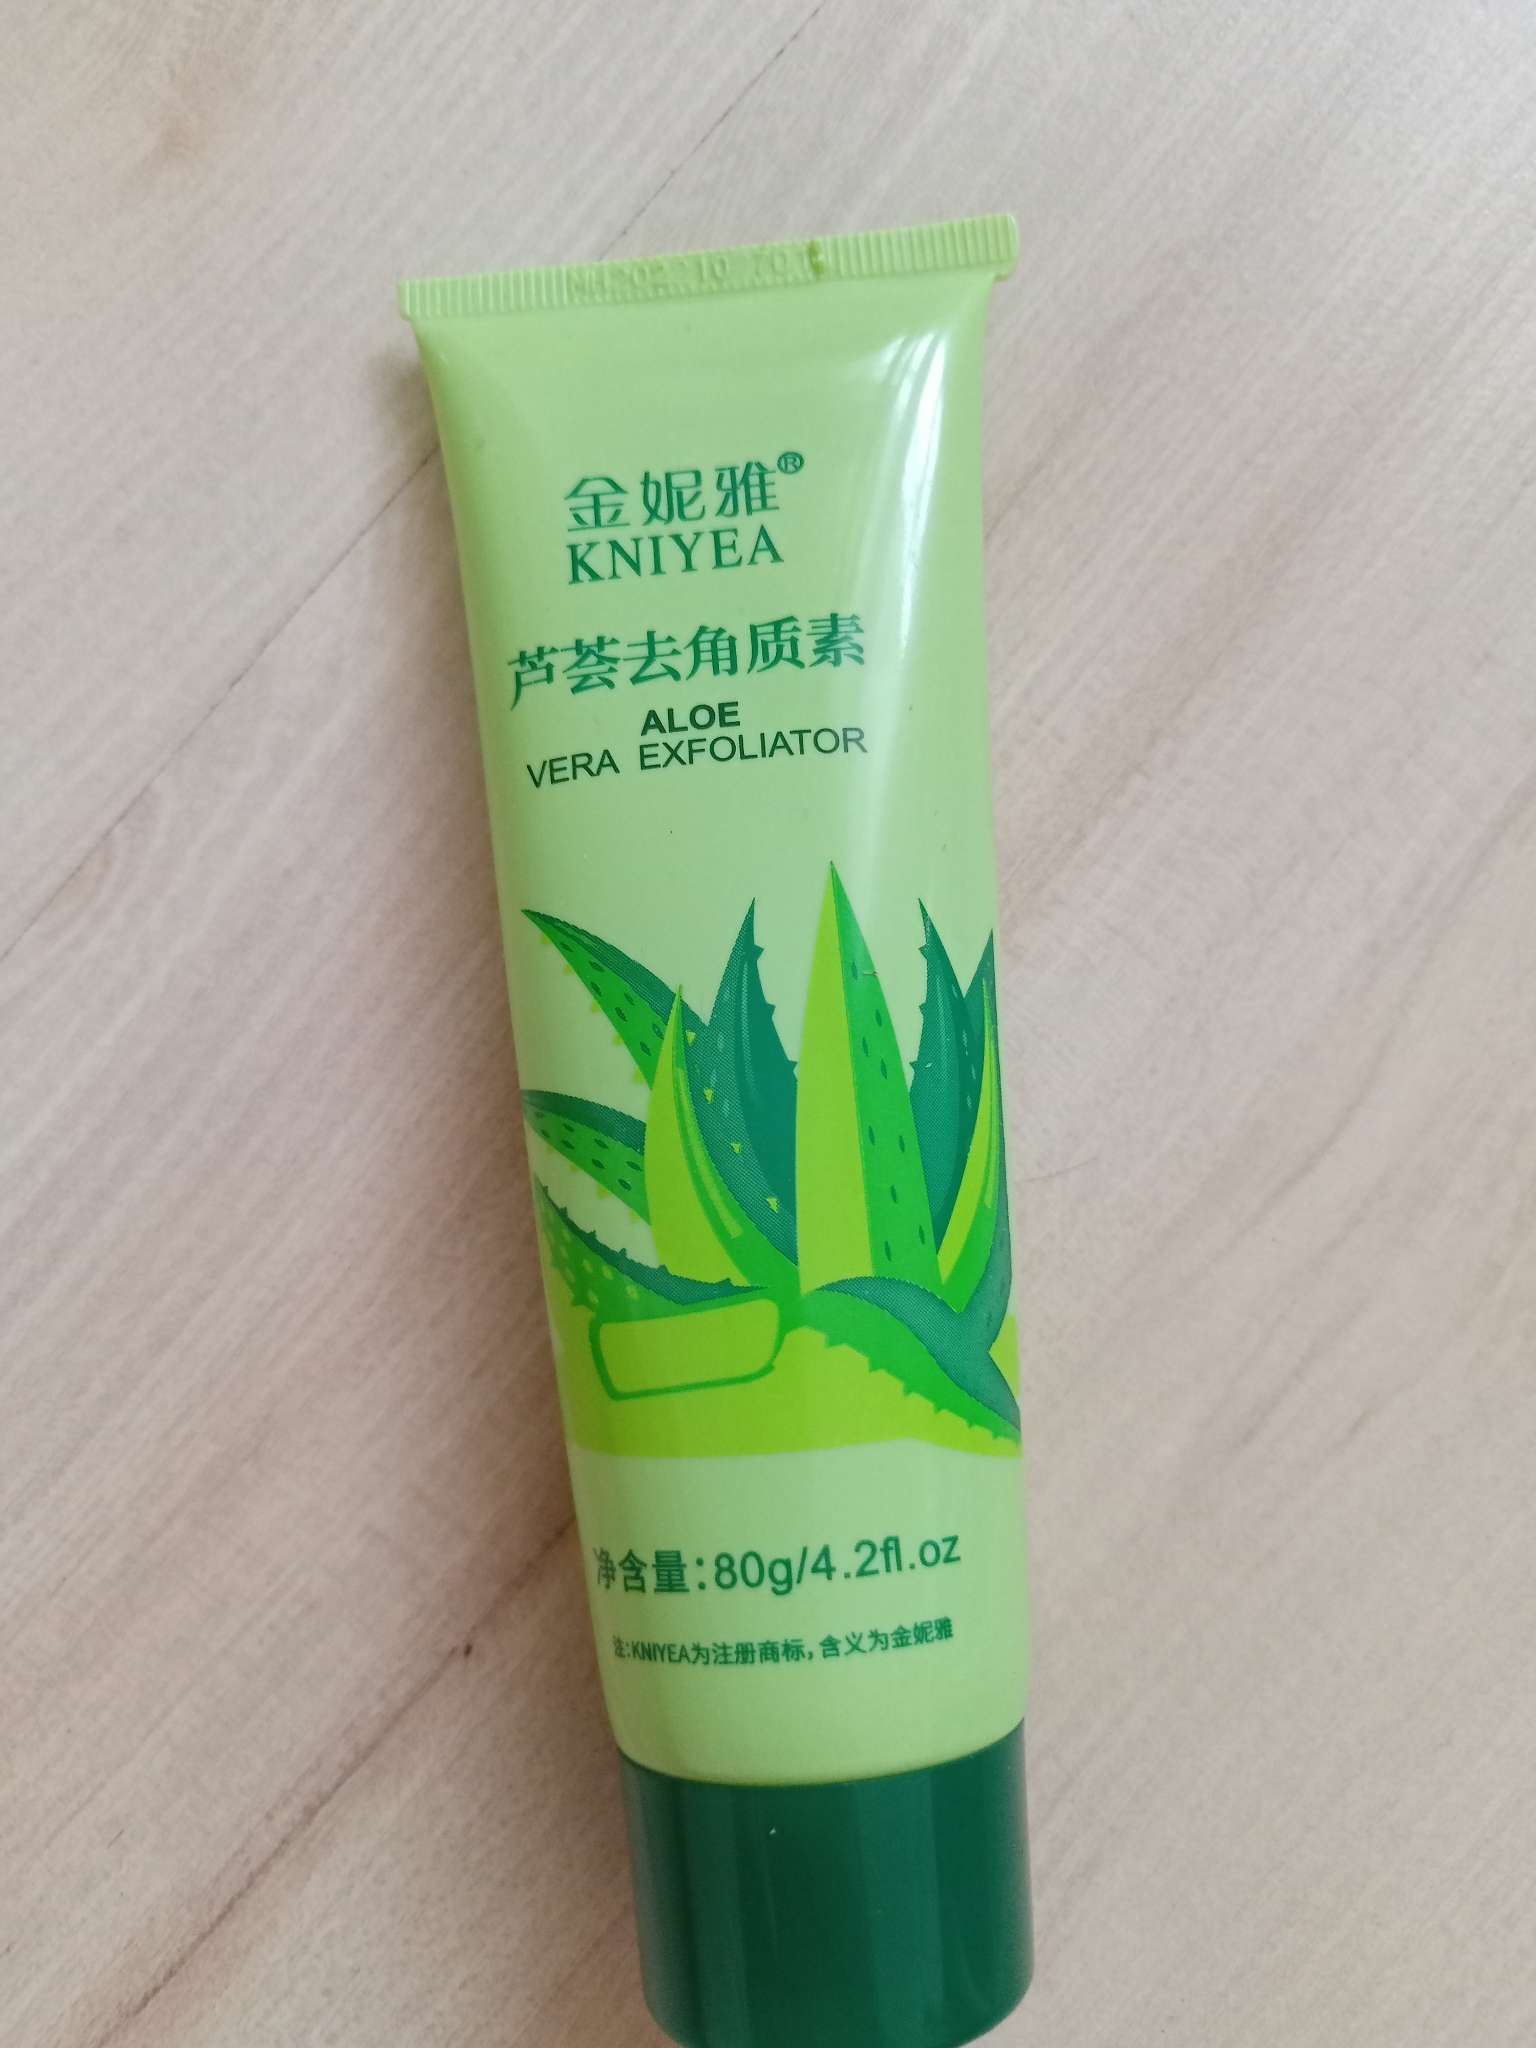 金妮雅®
KNIYEA
芦荟去角质素
ALOE
VERA EXFOLIATOR
净含量:80g/4.2fl.oz
注:KNIYEA为注册商标,含义为金妮雅